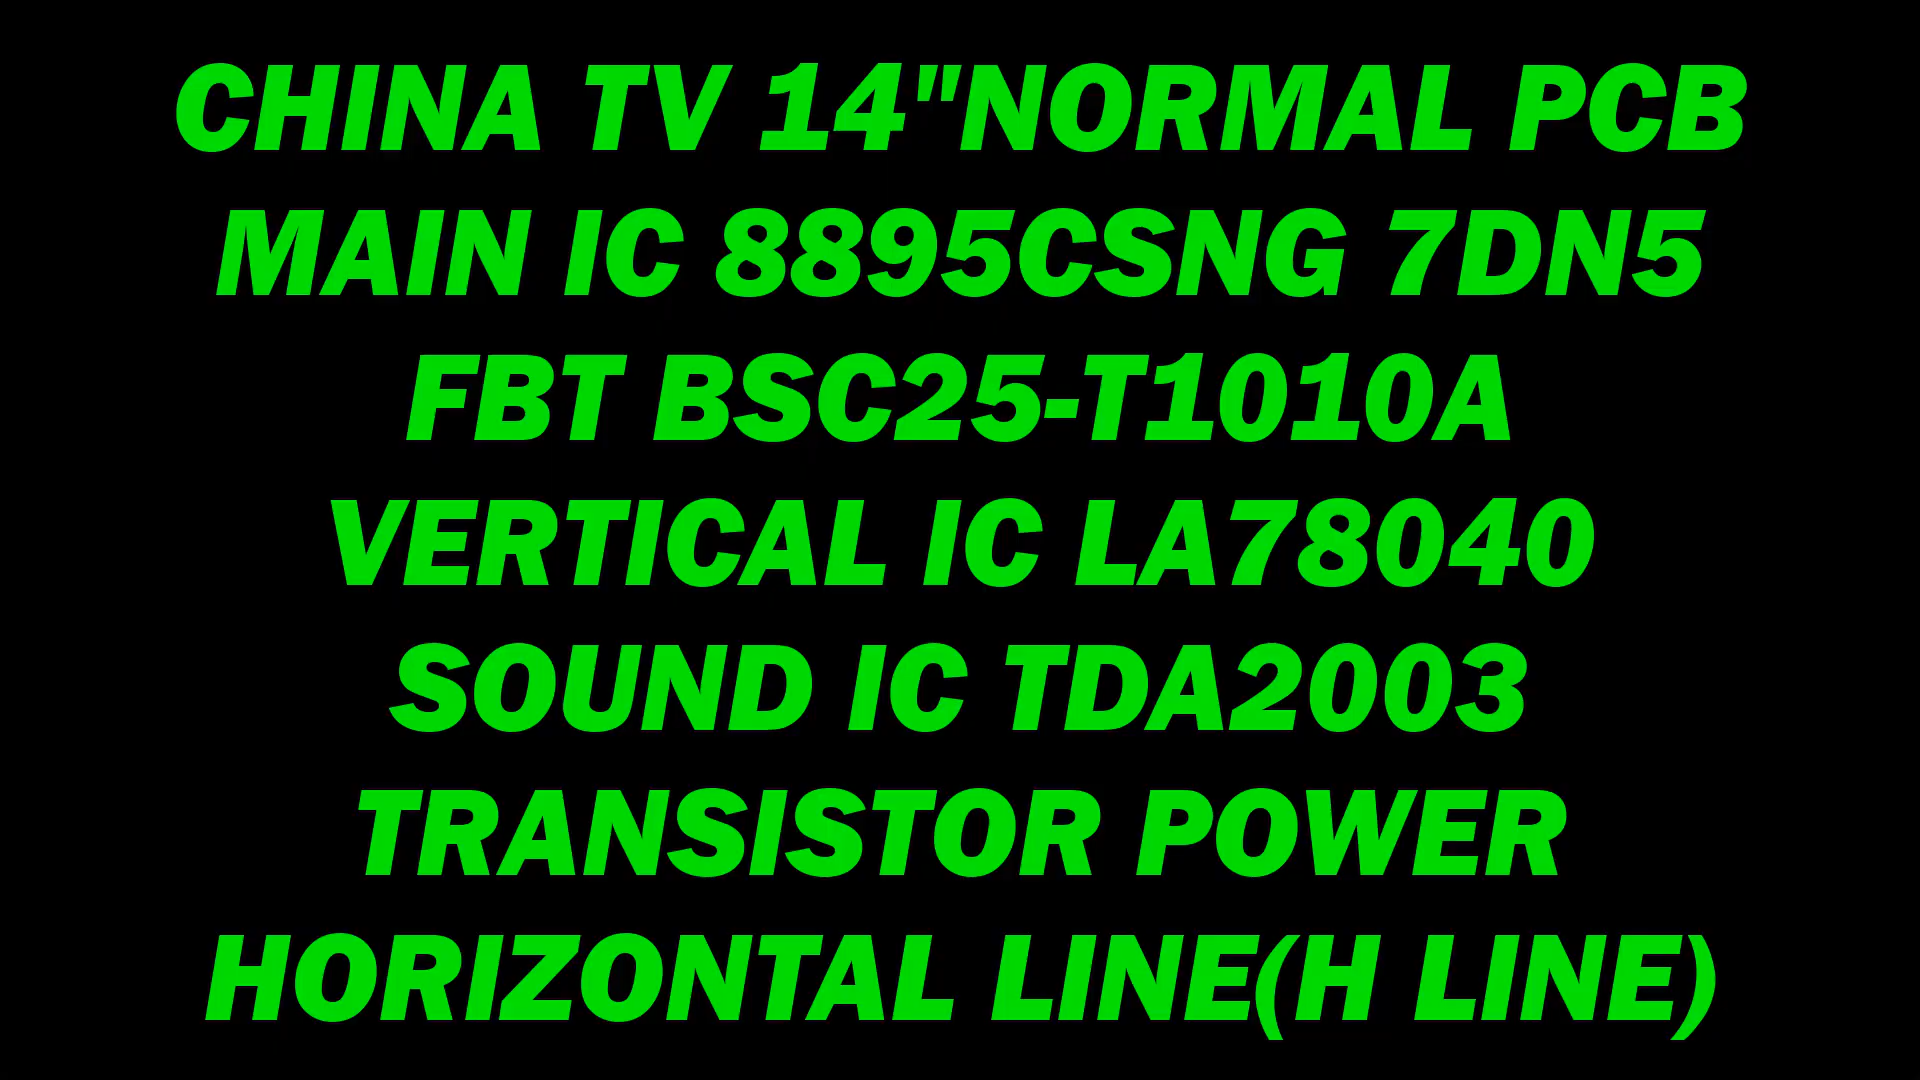 CHINA TV 14"NORMAL PCB
MAIN IC 8895CSNG 7DN5
FBT BSC25-T1010A
VERTICAL IC LA78040
SOUND IC TDA2003
TRANSISTOR POWER
HORIZONTAL LINE(H LINE)